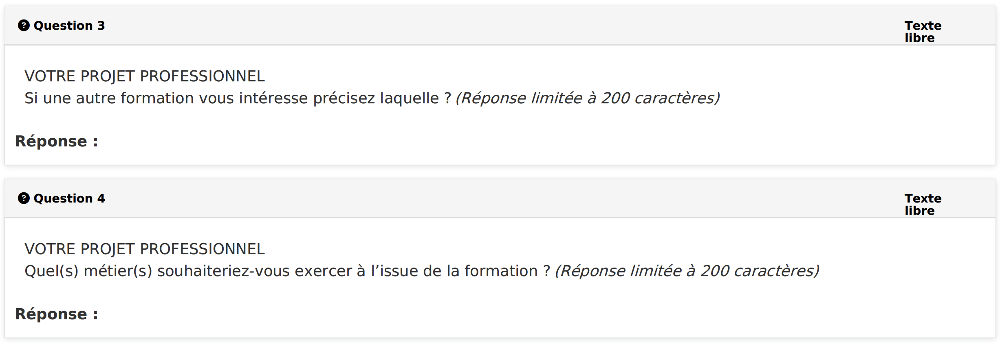 Question 3
Texte
libre
VOTRE PROJET PROFESSIONNEL
Si une autre formation vous intéresse précisez laquelle ? (Réponse limitée à 200 caractères)
Réponse :
Question 4
Texte
libre
VOTRE PROJET PROFESSIONNEL
Quel(s) métier(s) souhaiteriez-vous exercer à l’issue de la formation ? (Réponse limitée à 200 caractères)
Réponse :